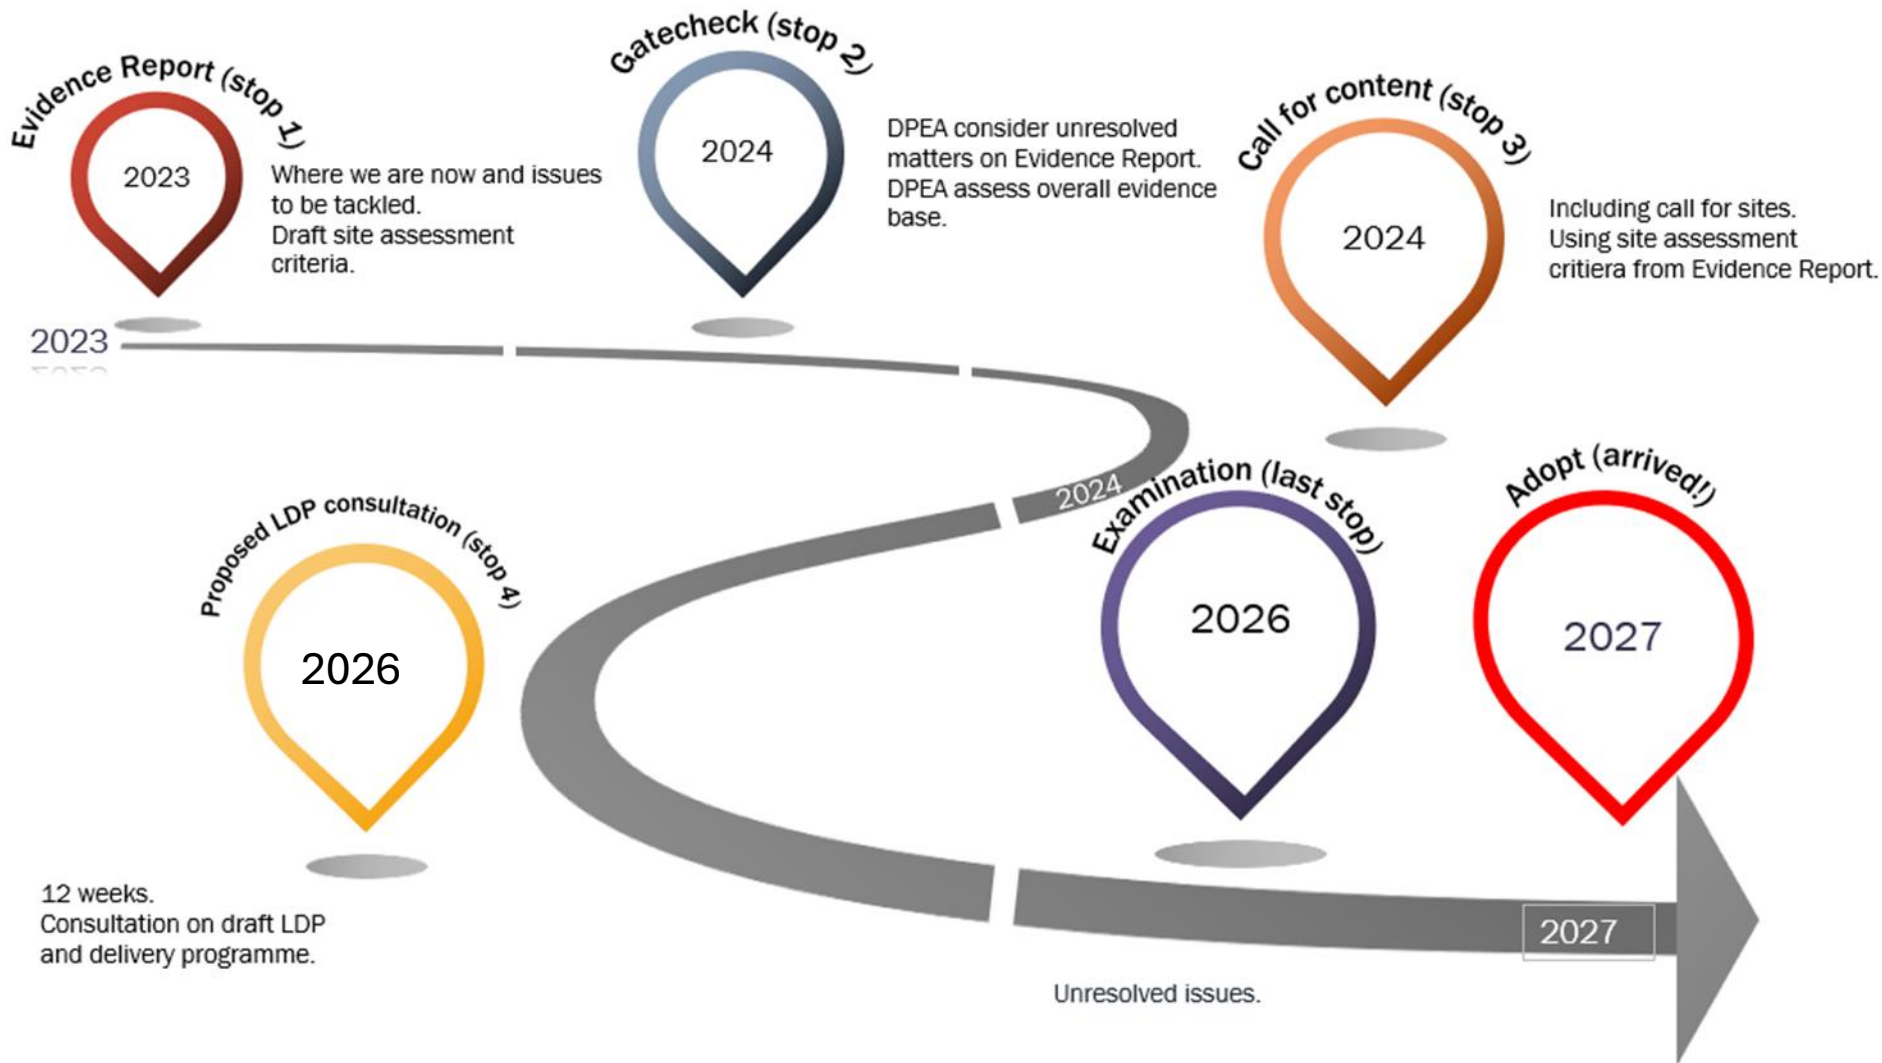 Evidence Report (stop 1)
2023
Where we are now and issues
to be tackled.
Draft site assessment
criteria.
Gatecheck (stop 2)
2024
DPEA consider unresolved
matters on Evidence Report.
DPEA assess overall evidence
base.
Call for content (stop 3)
2024
Including call for sites.
Using site assessment
critiera from Evidence Report.
2023
2024
Proposed LDP consultation (stop 4)
2026
12 weeks.
Consultation on draft LDP
and delivery programme.
Examination (last stop)
2026
Unresolved issues.
Adopt (arrived!)
2027
2027